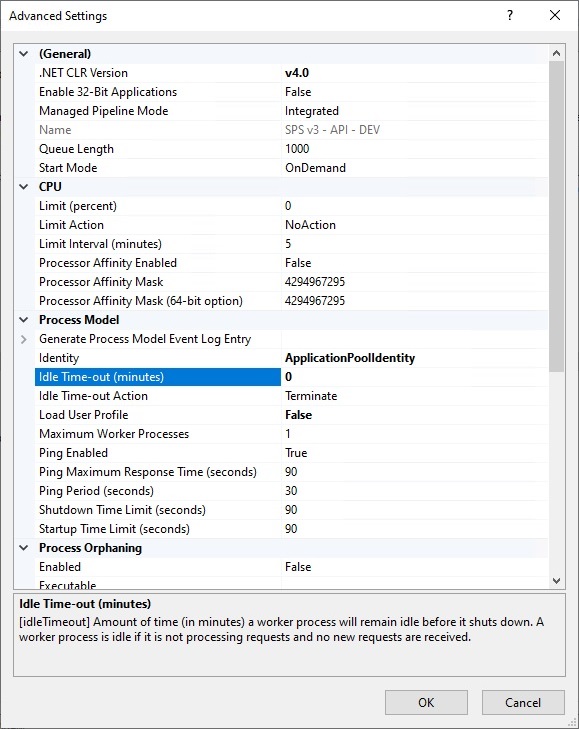 Advanced Settings
?
(General)
.NET CLR Version v4.0
Enable 32-Bit Applications False
Managed Pipeline Mode Integrated
Name SPS v3 - API - DEV
Queue Length 1000
Start Mode OnDemand
CPU
Limit (percent) 0
Limit Action NoAction
Limit Interval (minutes) 5
Processor Affinity Enabled False
Processor Affinity Mask 4294967295
Processor Affinity Mask (64-bit option) 4294967295
Process Model
Generate Process Model Event Log Entry
Identity ApplicationPoolIdentity
Idle Time-out (minutes) 0
Idle Time-out Action Terminate
Load User Profile False
Maximum Worker Processes 1
Ping Enabled True
Ping Maximum Response Time (seconds) 90
Ping Period (seconds) 30
Shutdown Time Limit (seconds) 90
Startup Time Limit (seconds) 90
Process Orphaning
Enabled False
Executable
Idle Time-out (minutes)
[idleTimeout] Amount of time (in minutes) a worker process will remain idle before it shuts down. A
worker process is idle if it is not processing requests and no new requests are received.
OK Cancel